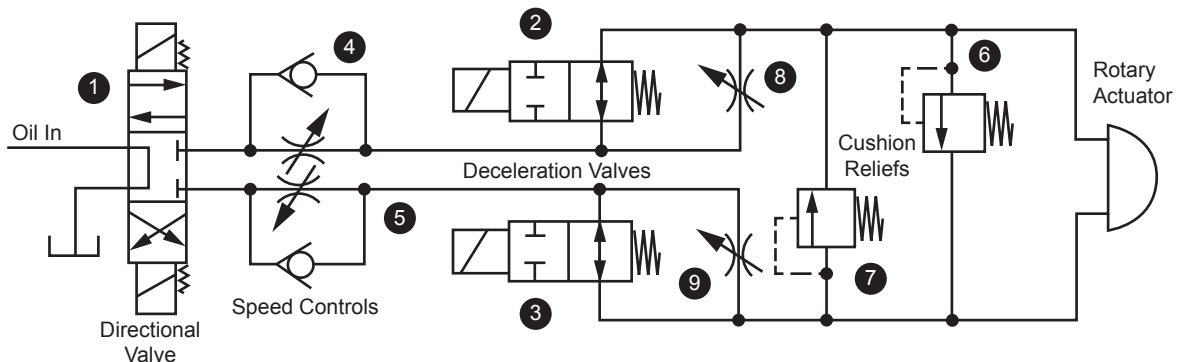 2
4
6
1
8
Rotary
Actuator
Oil In
Cushion
Reliefs
Deceleration Valves
5
9
7
Speed Controls
3
Directional
Valve